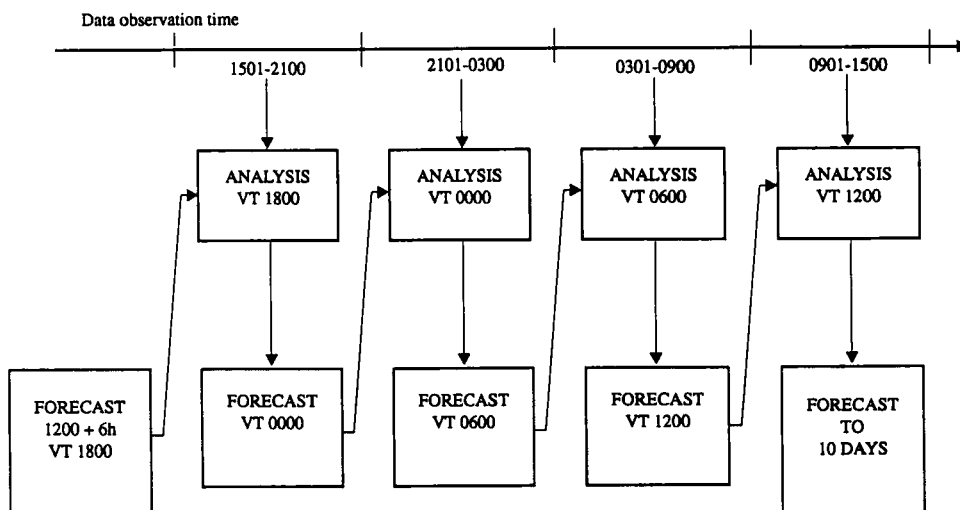 Data observation time
1501-2100
2101-0300
0301-0900
0901-1500
ANALYSIS
VT 1800
ANALYSIS
VT 0000
ANALYSIS
VT 0600
ANALYSIS
VT 1200
FORECAST
1200 + 6h
VT 1800
FORECAST
VT 0000
FORECAST
VT 0600
FORECAST
VT 1200
FORECAST
TO
10 DAYS